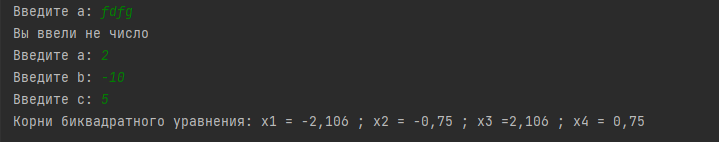 Введите а: fdfg
Вы ввели не число
Введите а: 2
Введите b: -10
Введите с: 5
Корни биквадратного уравнения: x1 = -2,106 ; x2 = -0,75 ; x3 =2,106 ; x4 = 0,75